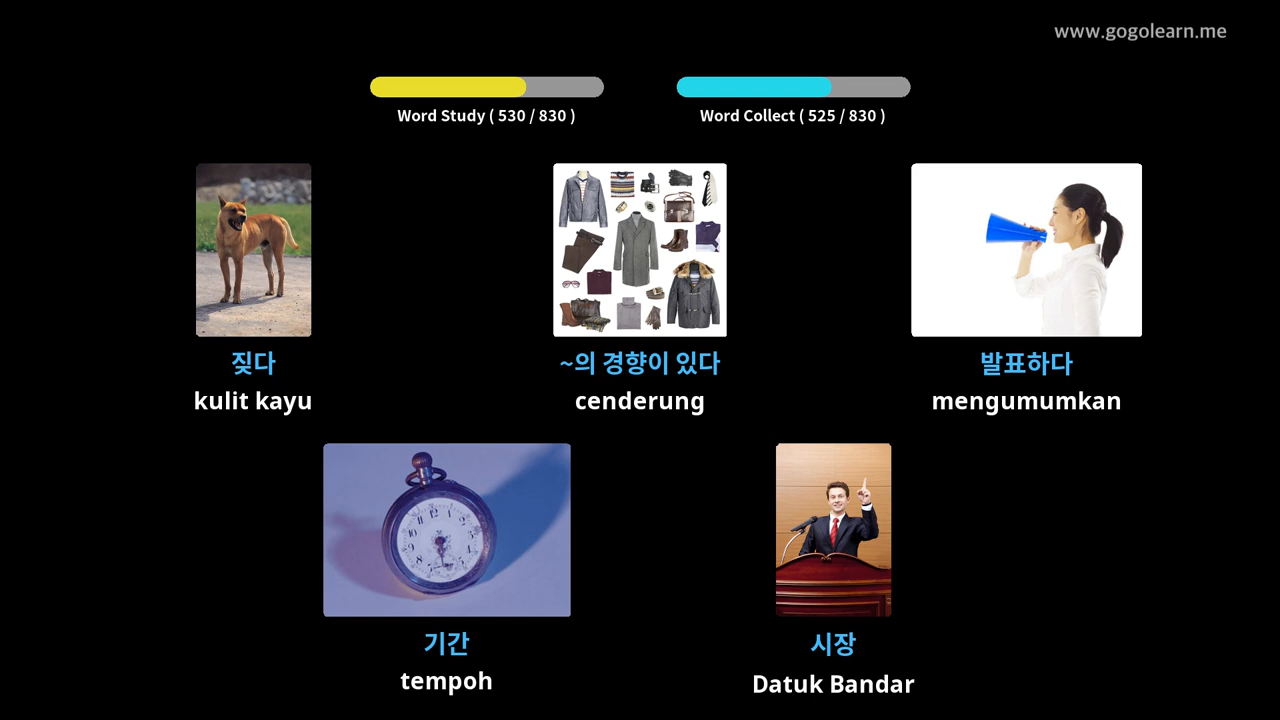 www.gogolearn.me
Word Study ( 530 / 830 )
Word Collect ( 525 / 830 )
짖다
kulit kayu
~의 경향이 있다
cenderung
발표하다
mengumumkan
기간
tempoh
시장
Datuk Bandar